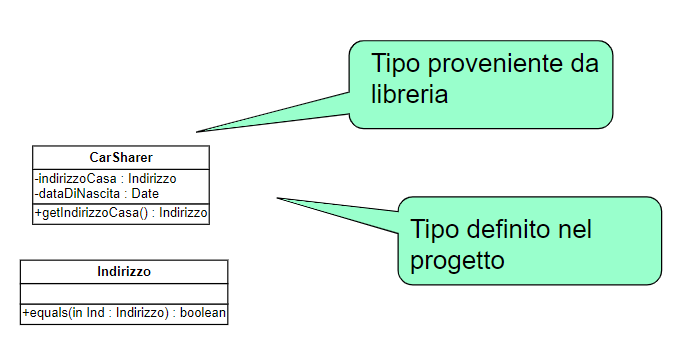 Tipo proveniente da
libreria
CarSharer
-indirizzoCasa : Indirizzo
-dataDiNascita : Date
+getIndirizzoCasa() : Indirizzo
Tipo definito nel
progetto
Indirizzo
+equals(in Ind : Indirizzo) : boolean